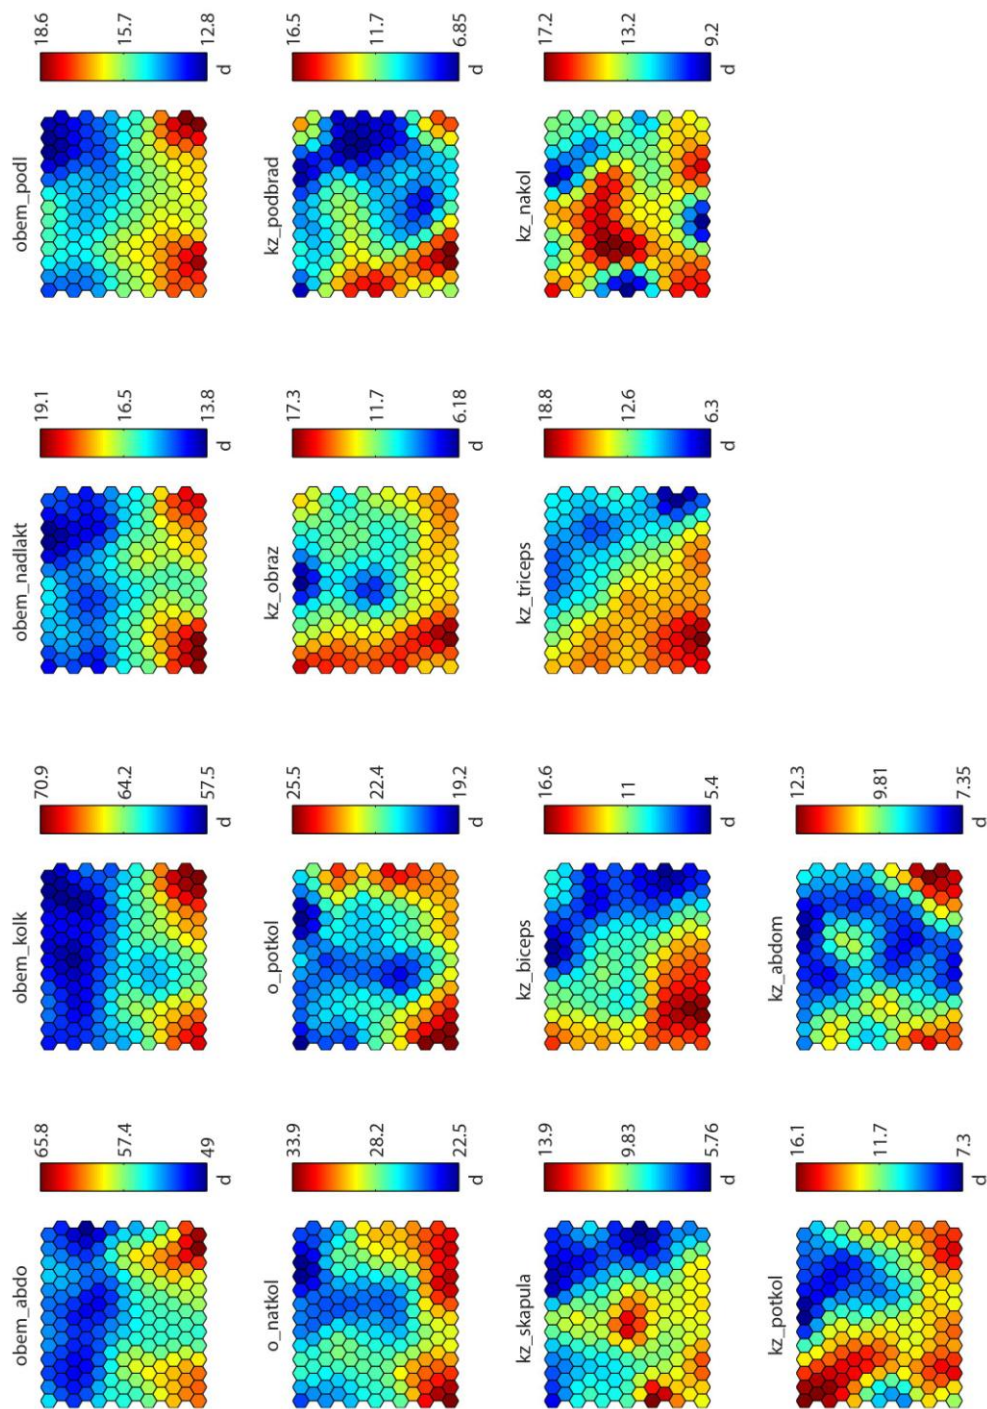 obem_abdo
65.8
57.4
49
d
obem_kolk
70.9
64.2
57.5
d
obem_nadlakt
19.1
16.5
13.8
d
obem_podl
18.6
15.7
12.8
d
o_natkol
33.9
28.2
22.5
d
o_potkol
25.5
22.4
19.2
d
kz_obraz
17.3
11.7
6.18
d
kz_podbrad
16.5
11.7
6.85
d
kz_skapula
13.9
9.83
5.76
d
kz_biceps
16.6
11
5.4
d
kz_triceps
18.8
12.6
6.3
d
kz_nakol
17.2
13.2
9.2
d
kz_potkol
16.1
11.7
7.3
d
kz_abdom
12.3
9.81
7.35
d